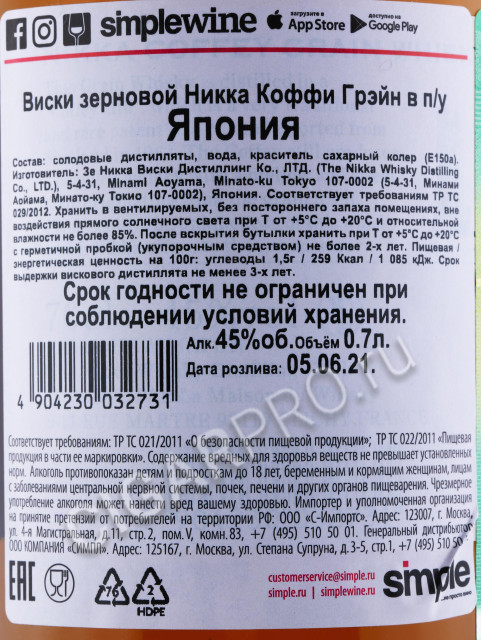 simplewine загрузите в App Store доступно на Google Play
Виски зерновой Никка Коффи Грэйн в п/у
Япония
Состав: солодовые дистилляты, вода, краситель сахарный колер (E150a).
Изготовитель: Зе Никка Виски Дистиллинг Ко., ЛТД. (The Nikka Whisky Distilling
Co., LTD.), 5-4-31, Minami Aoyama, Minato-ku Tokyo 107-0002 (5-4-31, Минами
Аойама, Минато-ку Токио 107-0002), Япония. Соответствует требованиям ТР ТС
029/2012. Хранить в вентилируемых, без постороннего запаха помещениях, вне
воздействия прямого солнечного света при Т от +5°С до +20°С и относительной
влажности не более 85%. После вскрытия бутылки хранить при Т от +5°С до +20°С
с герметичной пробкой (укупорочным средством) не более 2-х лет. Пищевая /
энергетическая ценность на 100г: углеводы 1,5г / 259 Ккал / 1 085 кДж. Срок
выдержки вискового дистиллята не менее 3-х лет.
Срок годности не ограничен при
соблюдении условий хранения.
Алк.45%об.Объём 0.7л.
Дата розлива: 05.06.21.
4 904230 032731
Соответствует требованиям: ТР ТС 021/2011 «О безопасности пищевой продукции»; ТР ТС 022/2011 «Пищевая
продукция в части ее маркировки». Содержание вредных для здоровья веществ не превышает установленных
норм. Алкоголь противопоказан детям и подросткам до 18 лет, беременным и кормящим женщинам, лицам
с заболеваниями центральной нервной системы, почек, печени и других органов пищеварения. Чрезмерное
употребление алкоголя нанесет вред вашему здоровью. Импортер и уполномоченная организация
на принятие претензий от потребителей на территории РФ: ООО «С-Импортс». Адрес: 123007, г. Москва,
ул. 4-я Магистральная, д.11, стр.2, пом.V, комн.83, +7 (495) 510 50 01. Генеральный дистрибьютор:
ООО КОМПАНИЯ «Симпл». Адрес: 125167, г. Москва, ул. Степана Супруна, д.3-5, стр.1, +7 (495) 510 50
EAC 76 2 HDPE
customerservice@simple.ru
simple.ru | simplewine.ru
simple
...не просто вино
CIGARPRO.RU